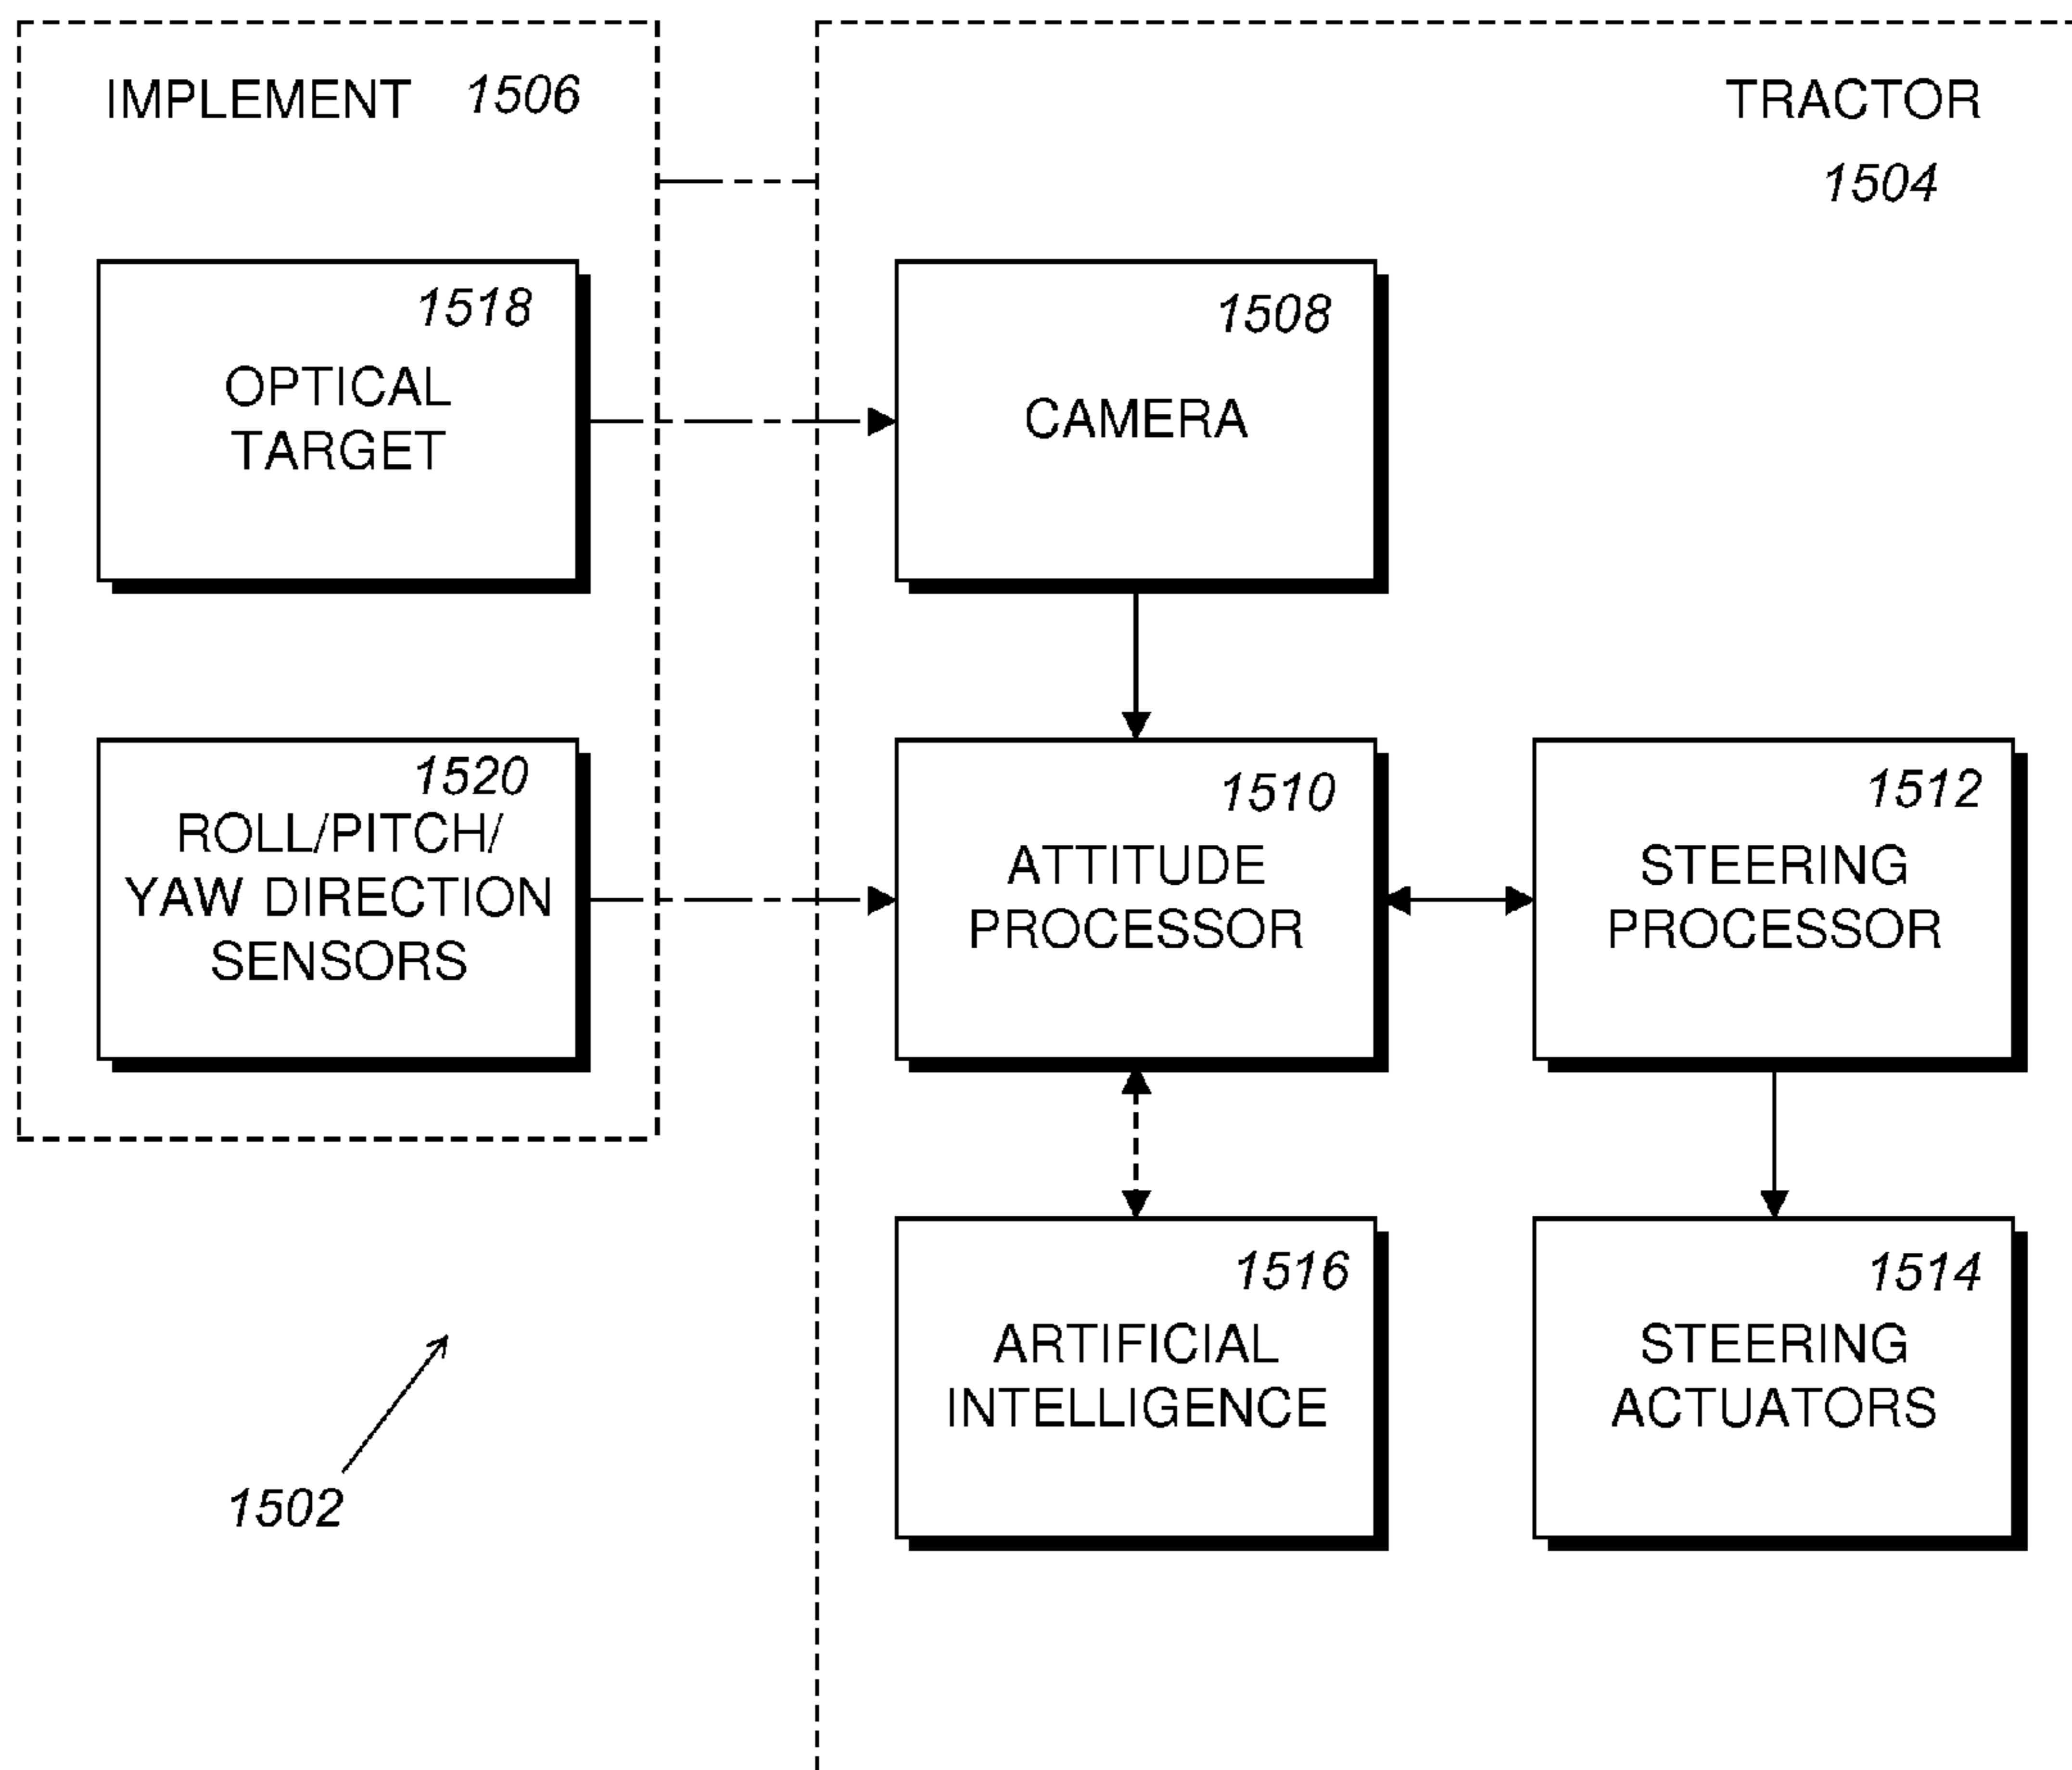 IMPLEMENT 1506
TRACTOR
1504
1518
OPTICAL
TARGET
1508
CAMERA
1520
ROLL/PITCH/
YAW DIRECTION
SENSORS
1510
ATTITUDE
PROCESSOR
1512
STEERING
PROCESSOR
1516
ARTIFICIAL
INTELLIGENCE
1514
STEERING
ACTUATORS
1502